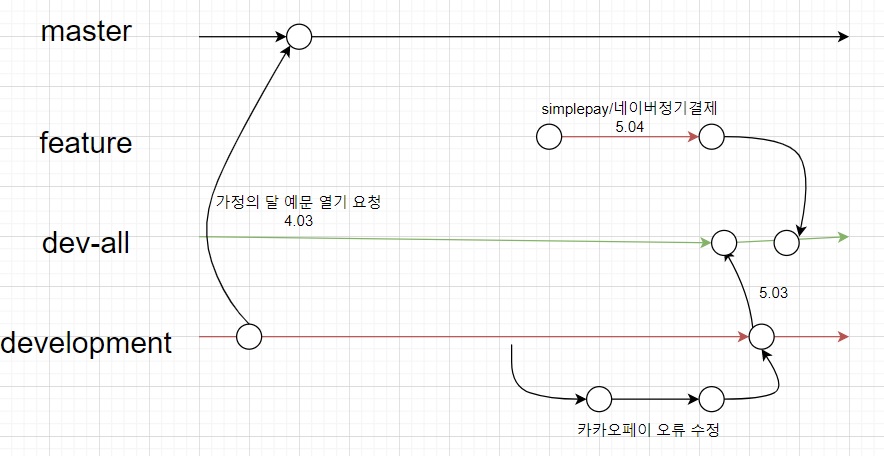 master
simplepay/네이버정기결제
5.04
feature
가정의 달 예문 열기 요청
4.03
dev-all
5.03
development
카카오페이 오류 수정